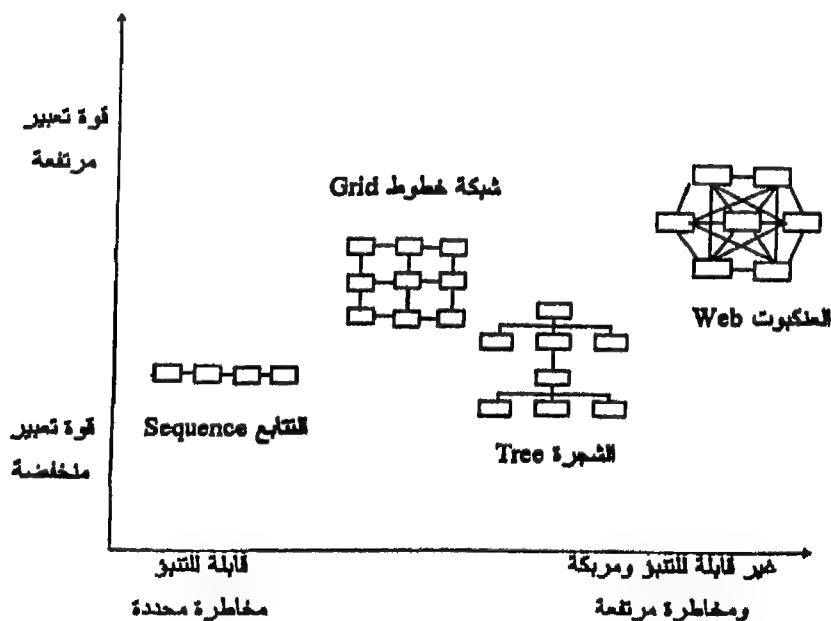 قوة تعبير
مرتفعة
شبكة خطوط Grid
العنكبوت Web
التتابع Sequence
الشجرة Tree
قوة تعبير
منخفضة
قابلة للتنبؤ
مخاطرة محددة
غير قابلة للتنبؤ ومربكة
ومخاطرة مرتفعة